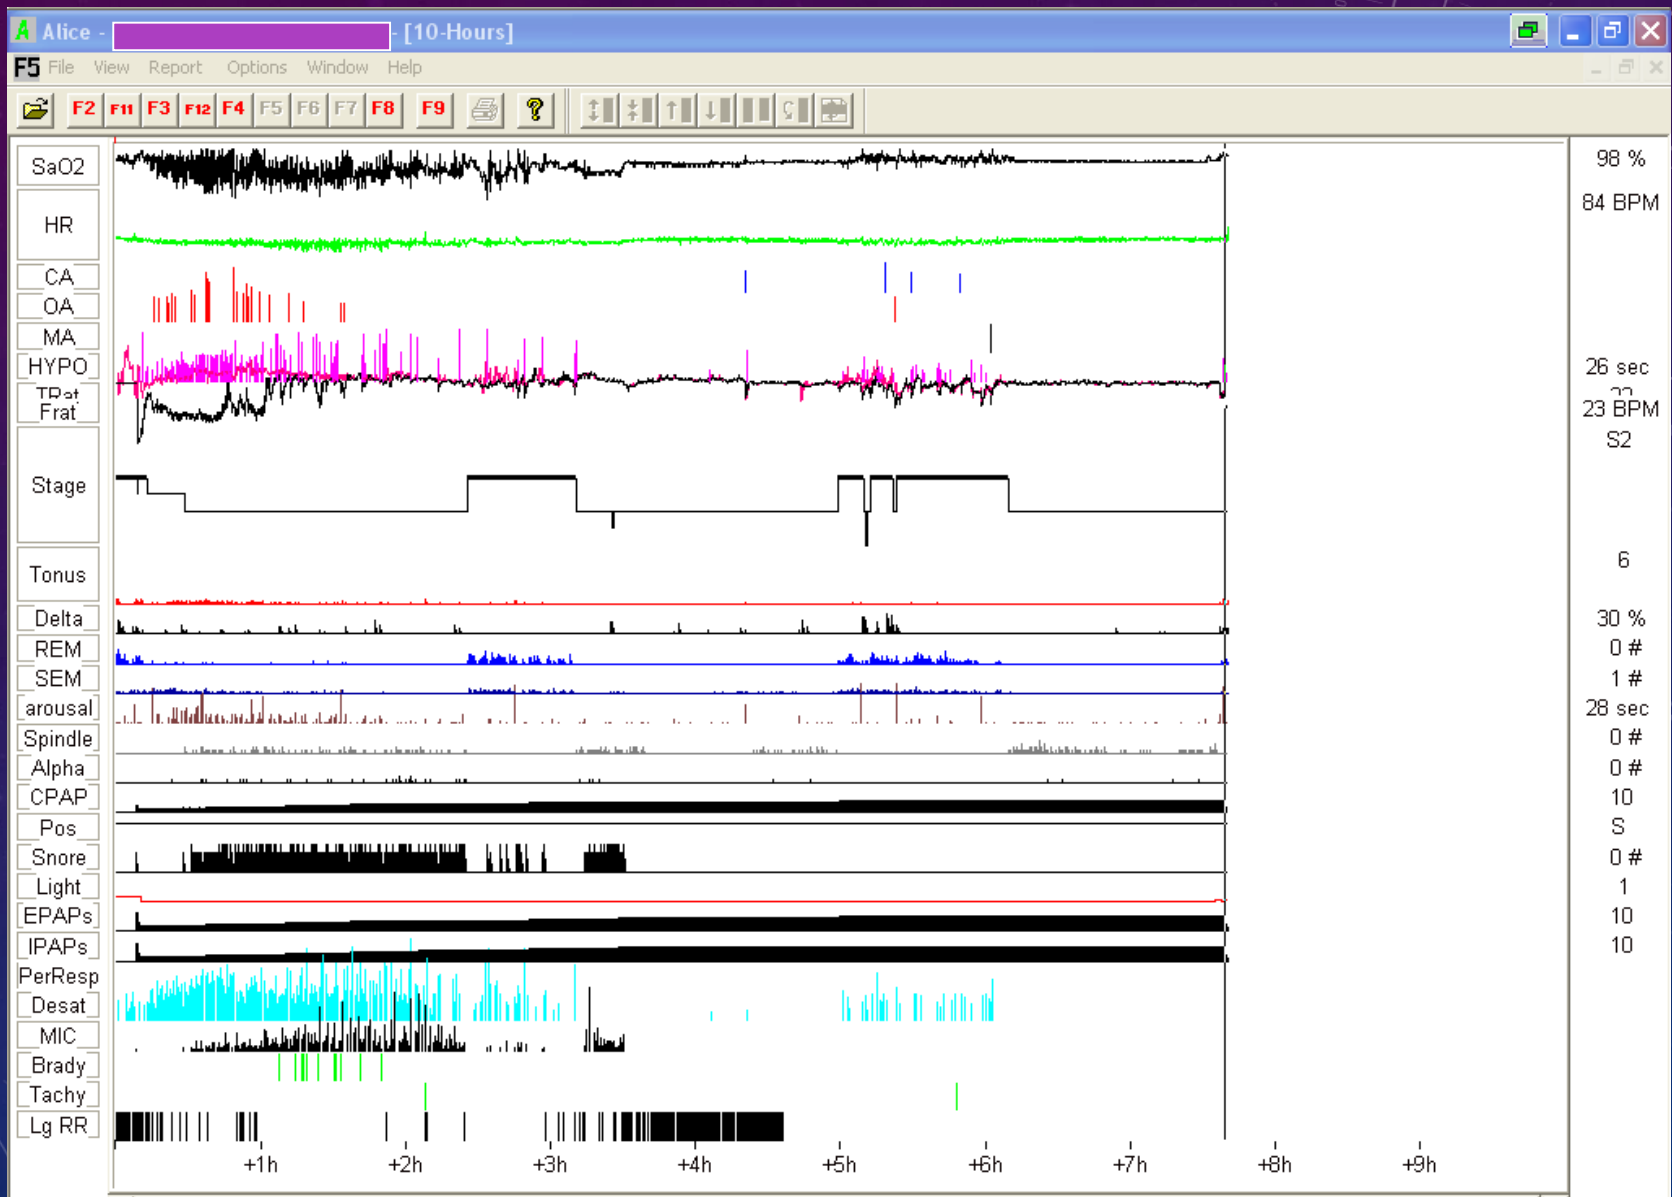 Alice - - [10-Hours]
F5 File View Report Options Window Help
F2 F11 F3 F12 F4 F5 F6 F7 F8 F9 ?
SaO2 98 %
84 BPM
HR
CA
OA
MA
HYPO 26 sec
TRat
Frat 23 BPM
S2
Stage
6
Tonus
Delta 30 %
REM 0 #
SEM 1 #
arousal 28 sec
Spindle 0 #
Alpha 0 #
CPAP 10
Pos S
Snore 0 #
Light 1
EPAPs 10
IPAPs 10
PerResp
Desat
MIC
Brady
Tachy
Lg RR
+1h +2h +3h +4h +5h +6h +7h +8h +9h